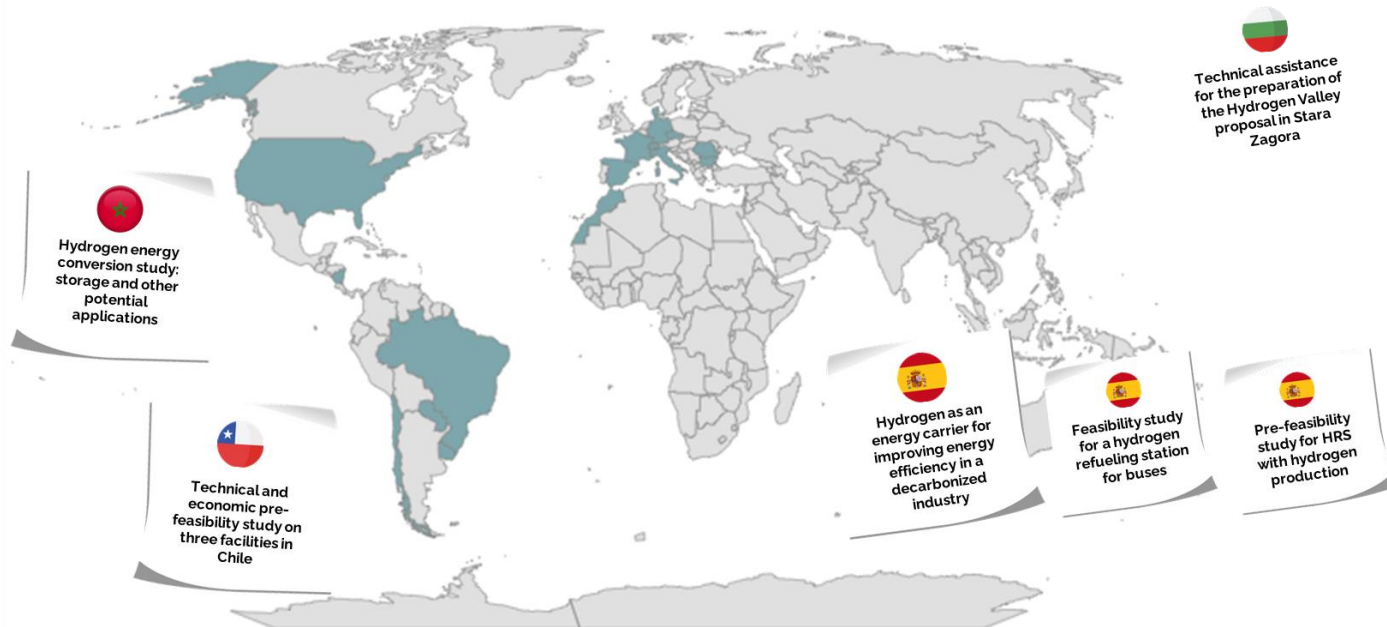 Technical assistance
for the preparation of
the Hydrogen Valley
proposal in Stara
Zagora
Hydrogen energy
conversion study:
storage and other
potential
applications
Technical and
economic pre-
feasibility study on
three facilities in
Chile
Hydrogen as an
energy carrier for
improving energy
efficiency in a
decarbonized
industry
Feasibility study
for a hydrogen
refueling station
for buses
Pre-feasibility
study for HRS
with hydrogen
production